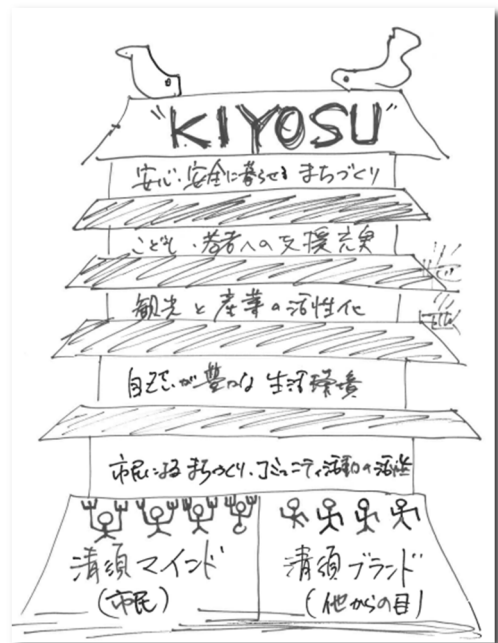 "KIYOSU"
安心・安全に暮らせる まちづくり
こども・若者への支援充実
観光と産業の活性化
自然が豊かな 生活環境
市民によるまちづくり・コミュニティ活動の活性
清須マインド
(市民)
清須ブランド
(他からの目)